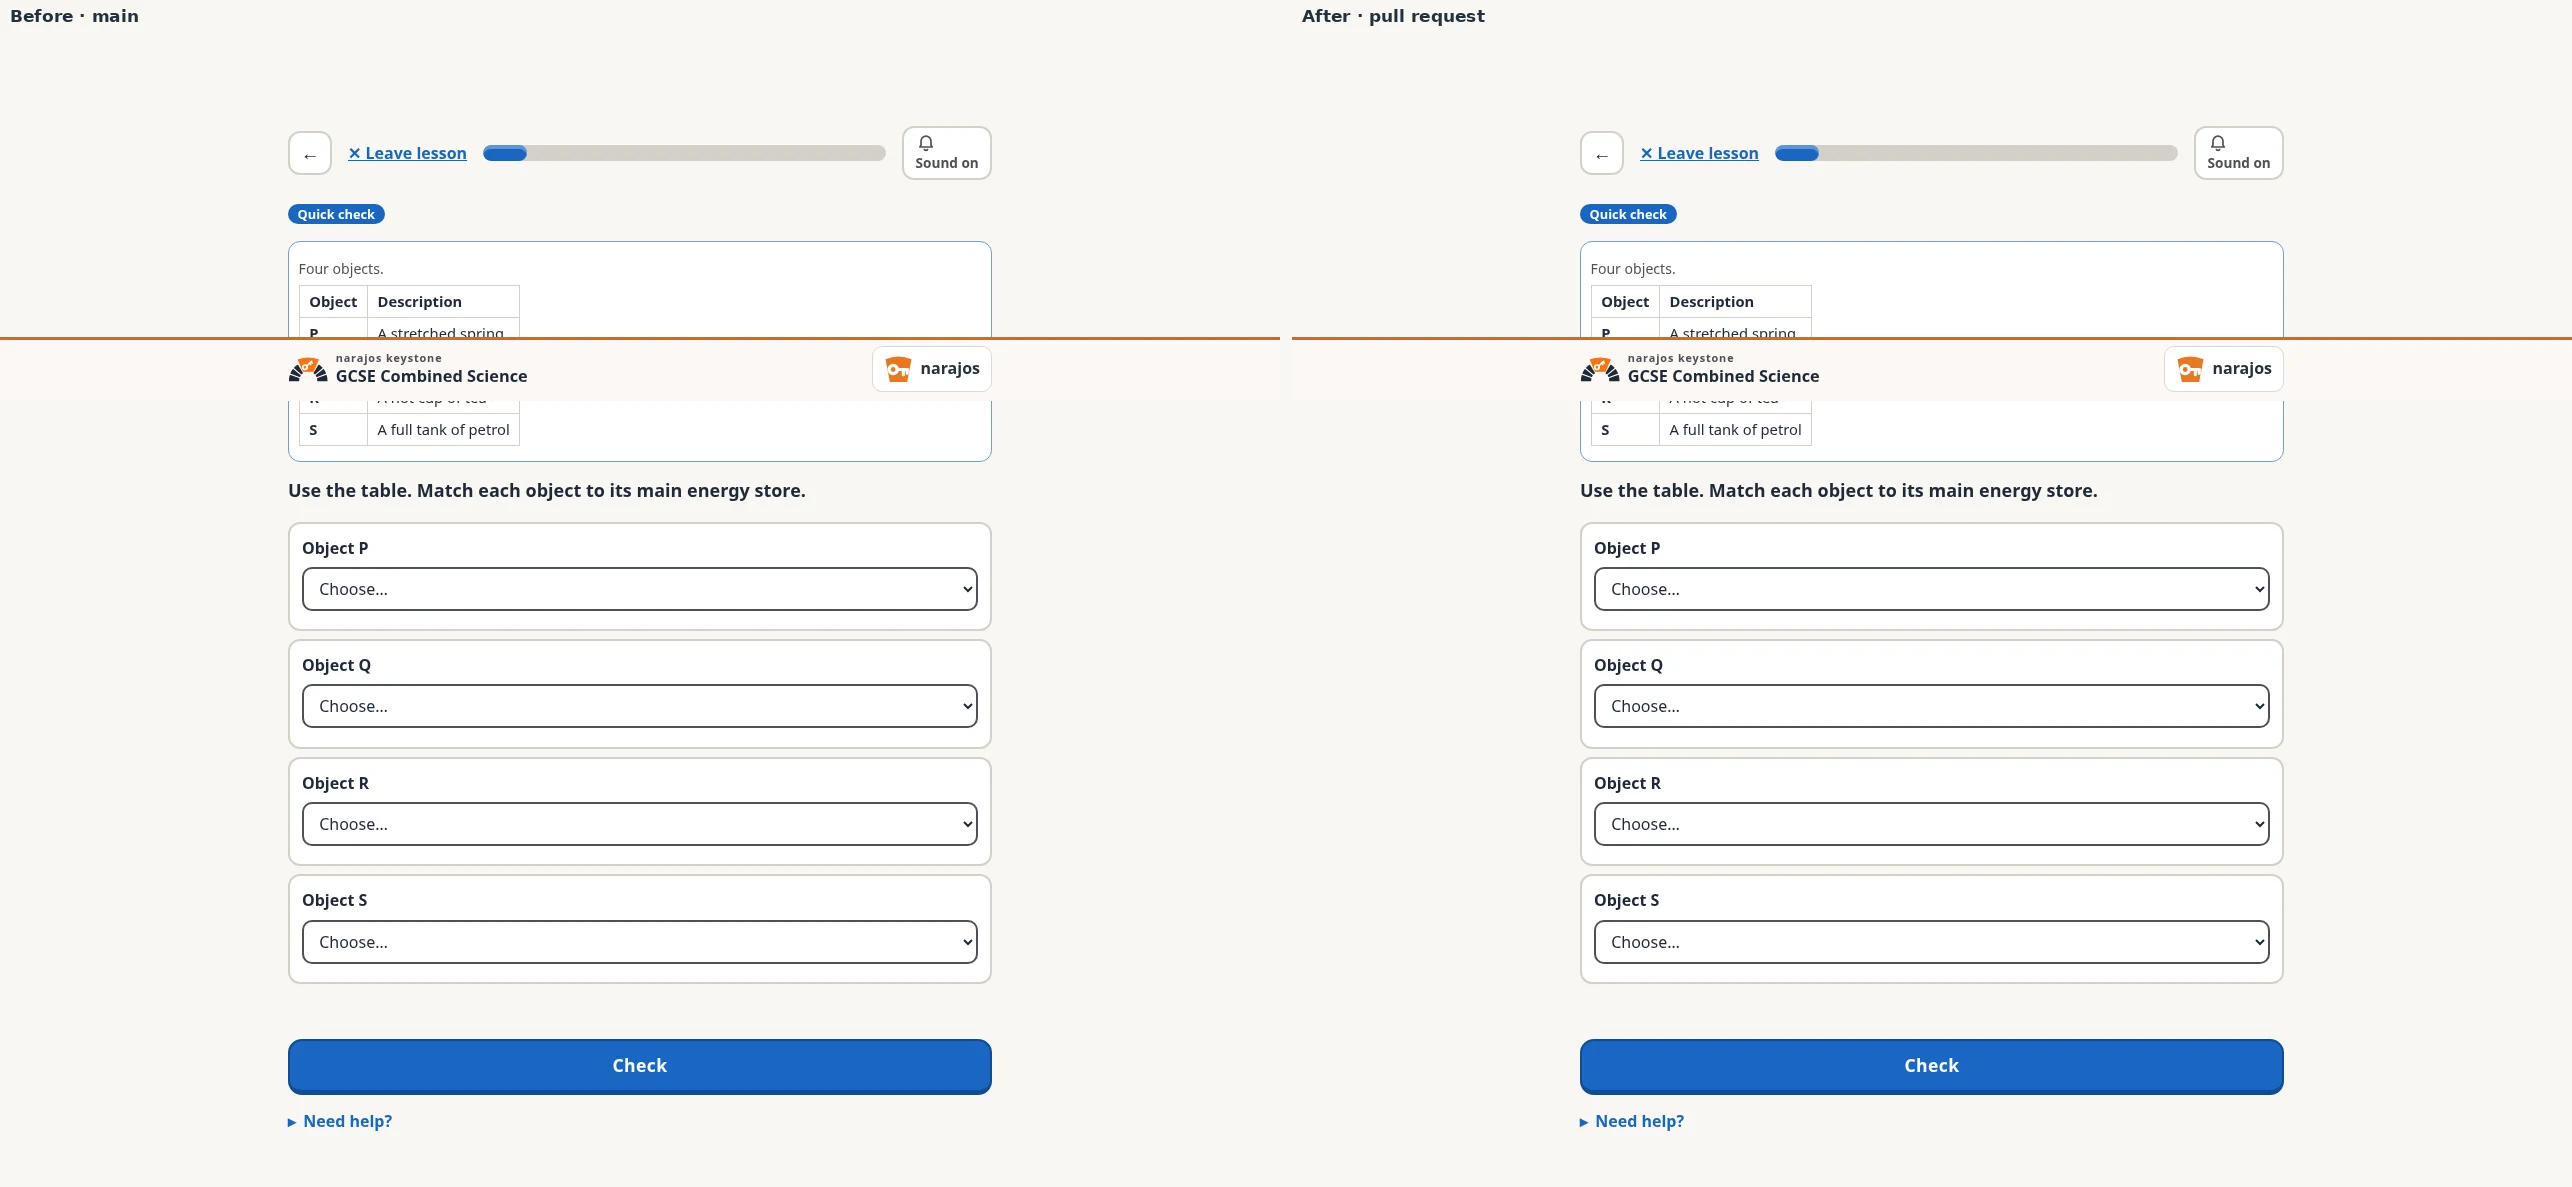 Before · main
← ✕ Leave lesson Sound on
Quick check
Four objects.
Object Description
P A stretched spring
narajos keystone
GCSE Combined Science
narajos
S A full tank of petrol
Use the table. Match each object to its main energy store.
Object P
Choose...
Object Q
Choose...
Object R
Choose...
Object S
Choose...
Check
▸ Need help?
After · pull request
← ✕ Leave lesson Sound on
Quick check
Four objects.
Object Description
P A stretched spring
narajos keystone
GCSE Combined Science
narajos
S A full tank of petrol
Use the table. Match each object to its main energy store.
Object P
Choose...
Object Q
Choose...
Object R
Choose...
Object S
Choose...
Check
▸ Need help?